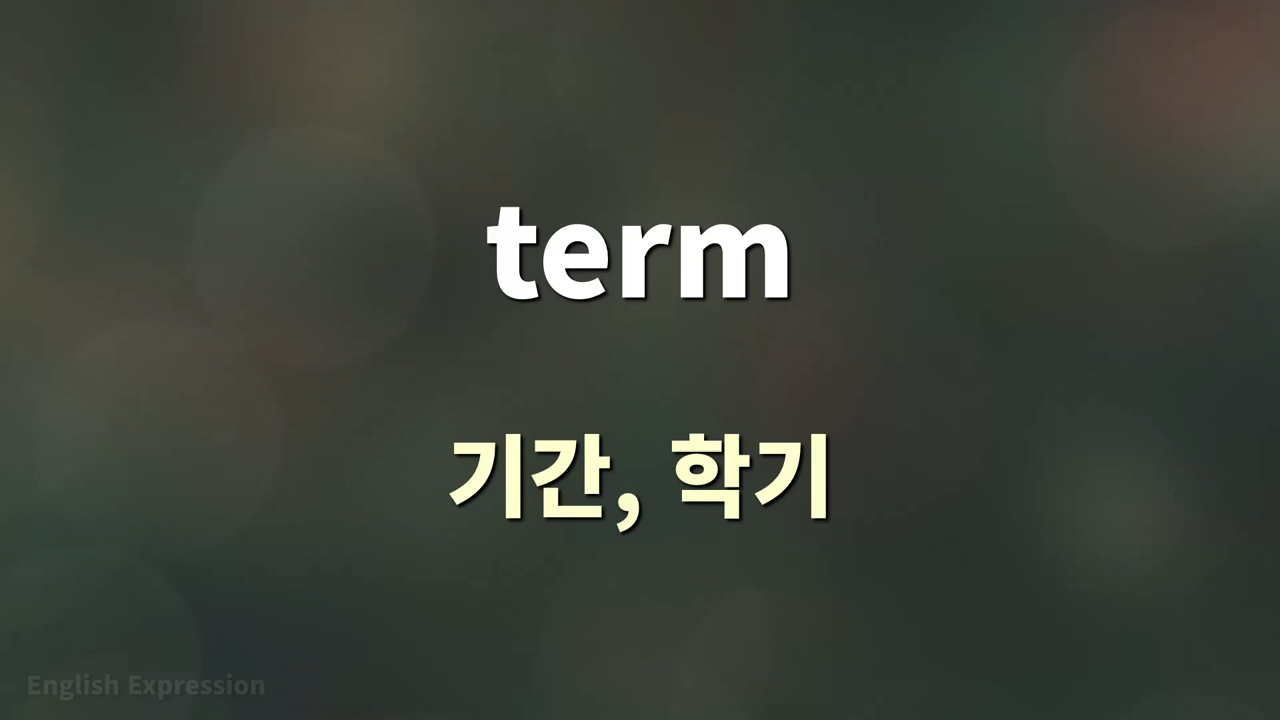 term
기간, 학기
English Expression